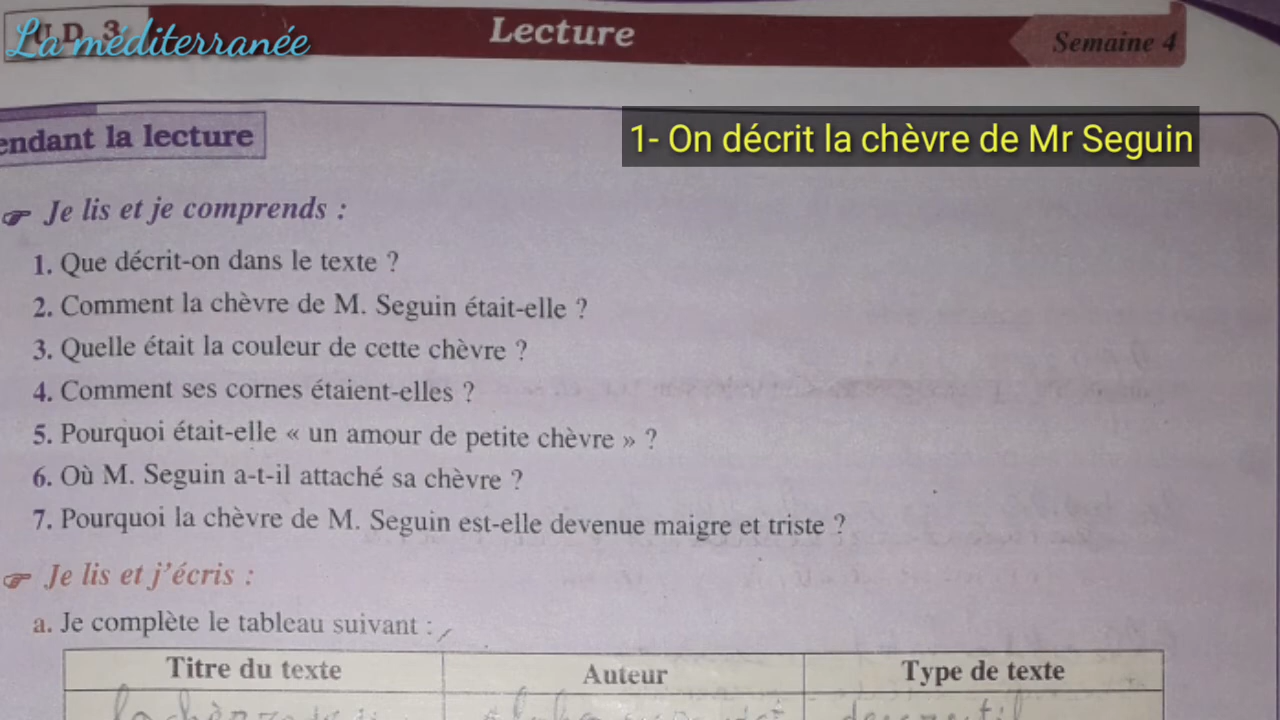 U.D. 3
La méditerranée
Lecture
Semaine 4
endant la lecture
1- On décrit la chèvre de Mr Seguin
Je lis et je comprends :
1. Que décrit-on dans le texte ?
2. Comment la chèvre de M. Seguin était-elle ?
3. Quelle était la couleur de cette chèvre ?
4. Comment ses cornes étaient-elles ?
5. Pourquoi était-elle « un amour de petite chèvre » ?
6. Où M. Seguin a-t-il attaché sa chèvre ?
7. Pourquoi la chèvre de M. Seguin est-elle devenue maigre et triste ?
Je lis et j'écris :
a. Je complète le tableau suivant :
Titre du texte
Auteur
Type de texte